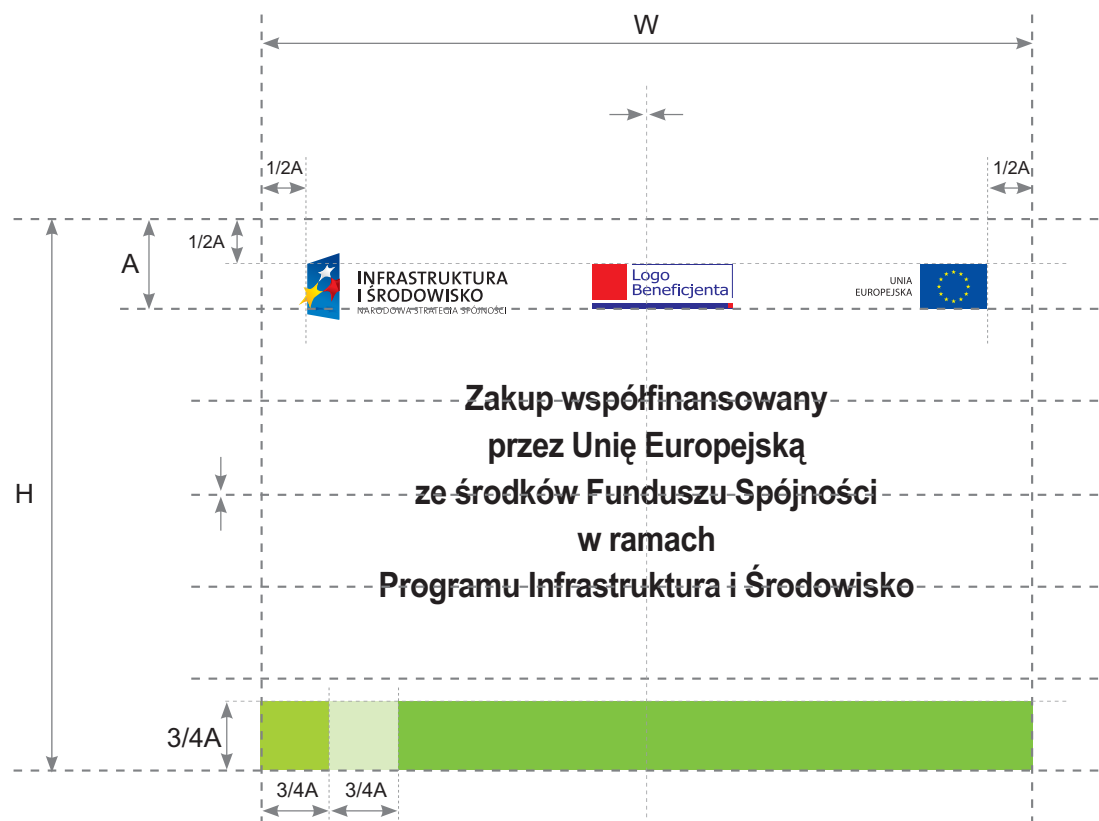 W
1/2A
1/2A
1/2A
A
INFRASTRUKTURA
I ŚRODOWISKO
NARODOWA STRATEGIA SPÓJNOŚCI
Logo
Beneficjenta
UNIA
EUROPEJSKA
Zakup współfinansowany
przez Unię Europejską
ze środków Funduszu Spójności
w ramach
Programu Infrastruktura i Środowisko
H
3/4A
3/4A
3/4A